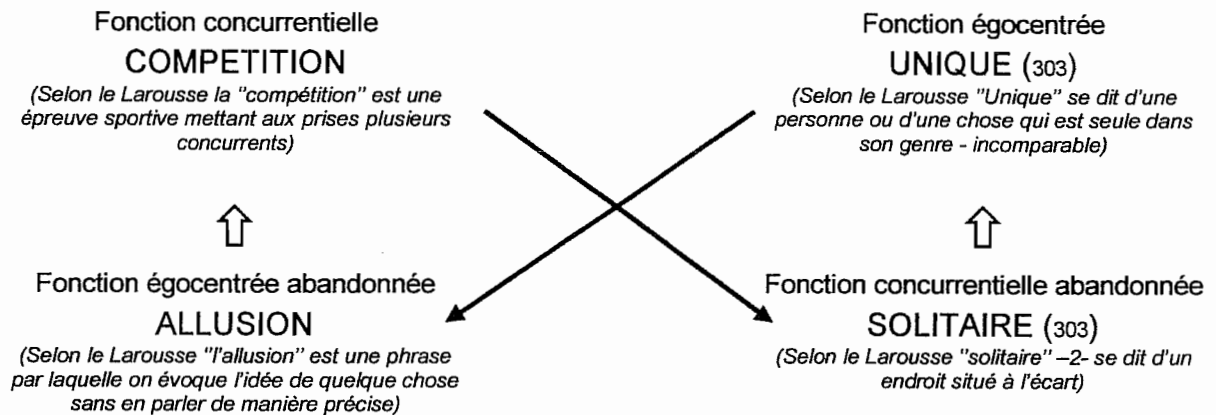 Fonction concurrentielle
COMPETITION
(Selon le Larousse la "compétition" est une
épreuve sportive mettant aux prises plusieurs
concurrents)
Fonction égocentrée
UNIQUE (303)
(Selon le Larousse "Unique" se dit d'une
personne ou d'une chose qui est seule dans
son genre - incomparable)
Fonction égocentrée abandonnée
ALLUSION
(Selon le Larousse "l'allusion" est une phrase
par laquelle on évoque l'idée de quelque chose
sans en parler de manière précise)
Fonction concurrentielle abandonnée
SOLITAIRE (303)
(Selon le Larousse "solitaire" –2- se dit d'un
endroit situé à l'écart)